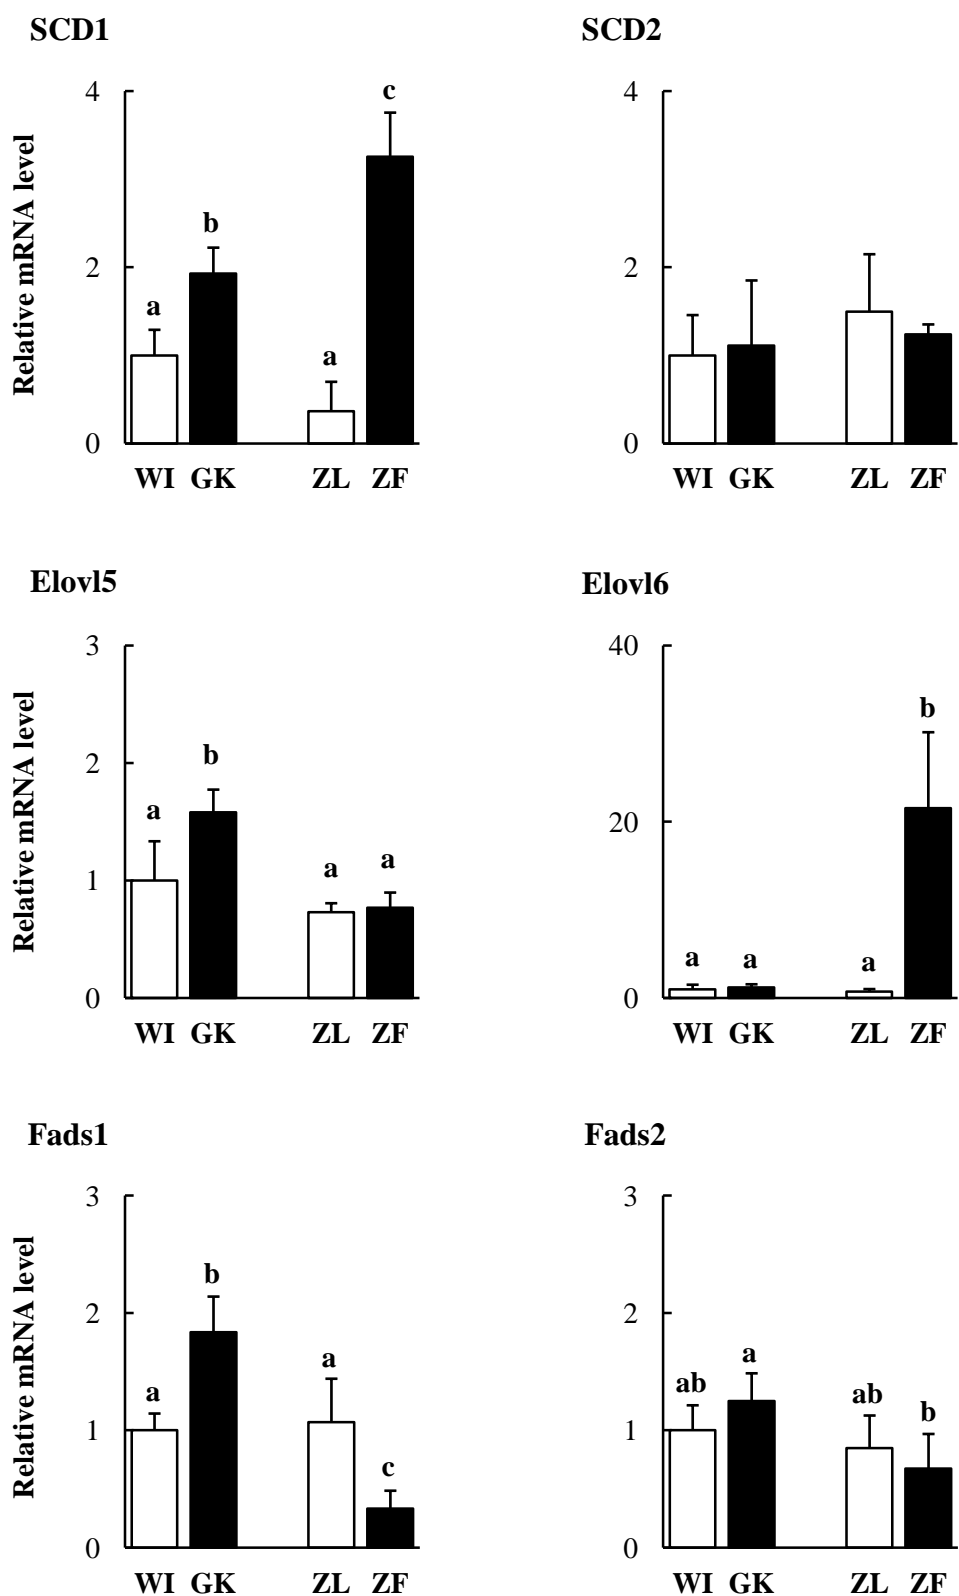 SCD1
SCD2
Relative mRNA level
4
2
0
a
b
a
c
WI GK ZL ZF
4
2
0
WI GK ZL ZF
Elovl5
Elovl6
Relative mRNA level
3
2
1
0
a
b
a
a
WI GK ZL ZF
40
20
0
a
a
a
b
WI GK ZL ZF
Fads1
Fads2
Relative mRNA level
3
2
1
0
a
b
a
c
WI GK ZL ZF
3
2
1
0
ab
a
ab
b
WI GK ZL ZF